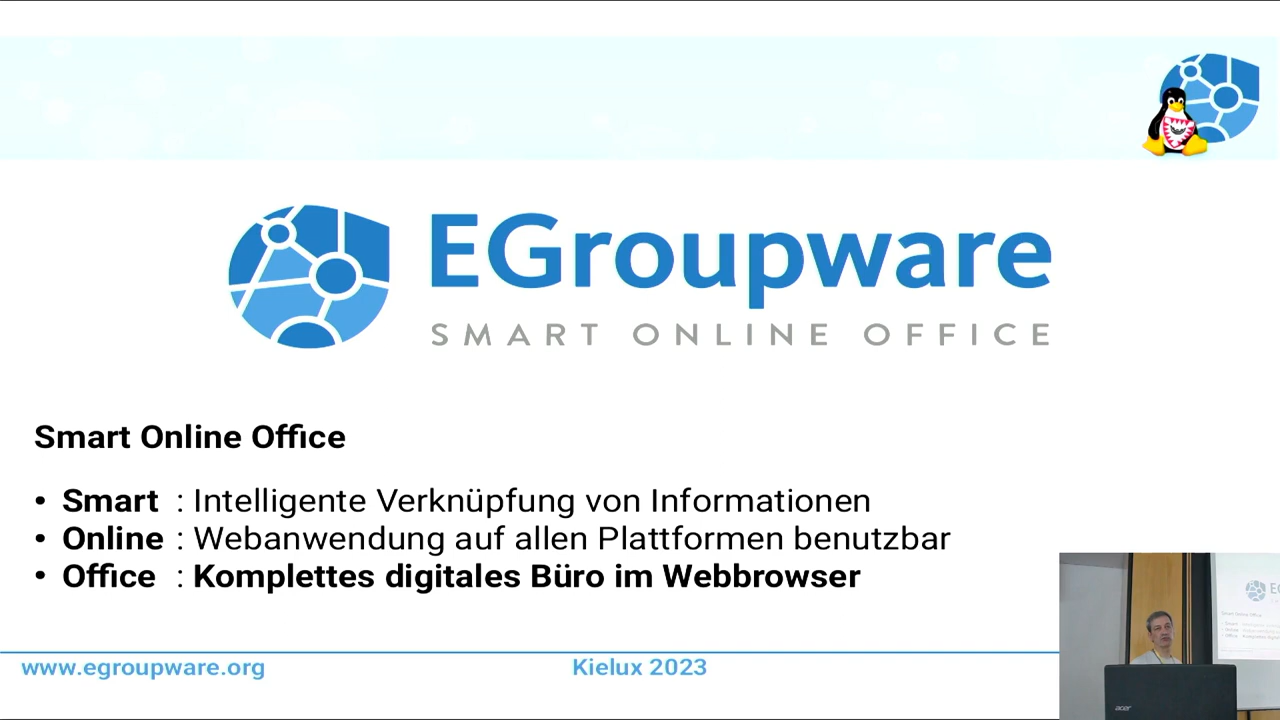 EGroupware
SMART ONLINE OFFICE
Smart Online Office
• Smart : Intelligente Verknüpfung von Informationen
• Online : Webanwendung auf allen Plattformen benutzbar
• Office : Komplettes digitales Büro im Webbrowser
www.egroupware.org
Kielux 2023
acer